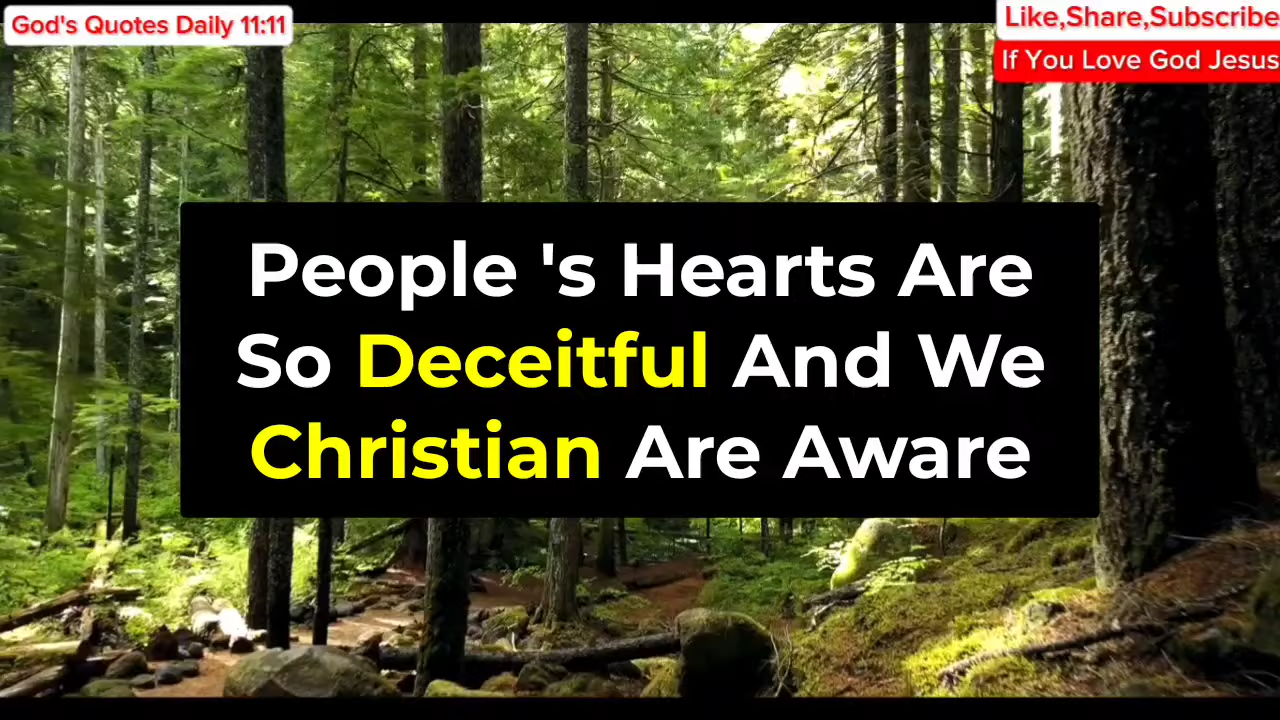 God's Quotes Daily 11:11
Like,Share,Subscribe
If You Love God Jesus
People 's Hearts Are
So Deceitful And We
Christian Are Aware